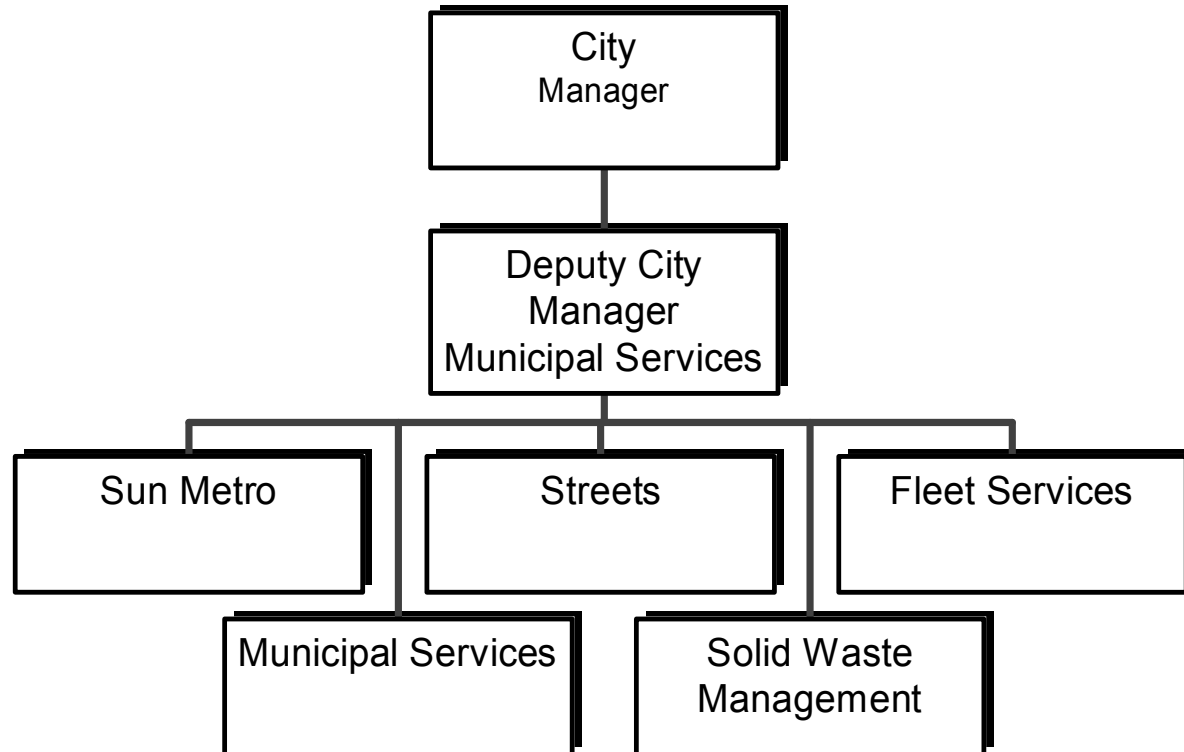 City
Manager
Deputy City
Manager
Municipal Services
Sun Metro
Streets
Fleet Services
Municipal Services
Solid Waste
Management